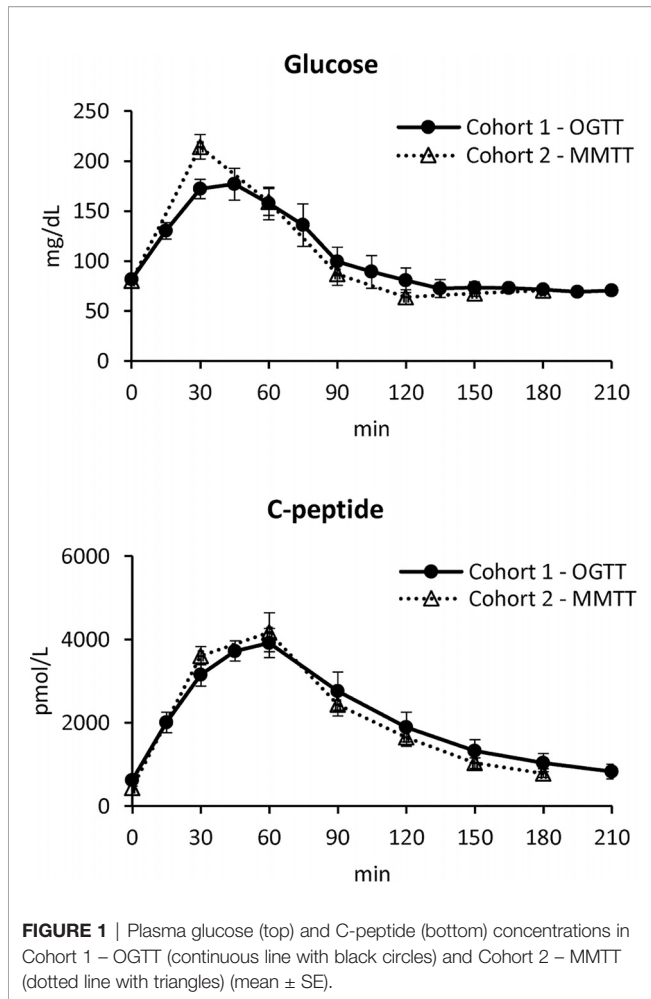 Glucose
250
200
150
100
50
0
mg/dL
Cohort 1 - OGTT
Cohort 2 - MMTT
0 30 60 90 120 150 180 210
min
C-peptide
6000
4000
2000
0
pmol/L
Cohort 1 - OGTT
Cohort 2 - MMTT
0 30 60 90 120 150 180 210
min
FIGURE 1 | Plasma glucose (top) and C-peptide (bottom) concentrations in
Cohort 1 – OGTT (continuous line with black circles) and Cohort 2 – MMTT
(dotted line with triangles) (mean ± SE).